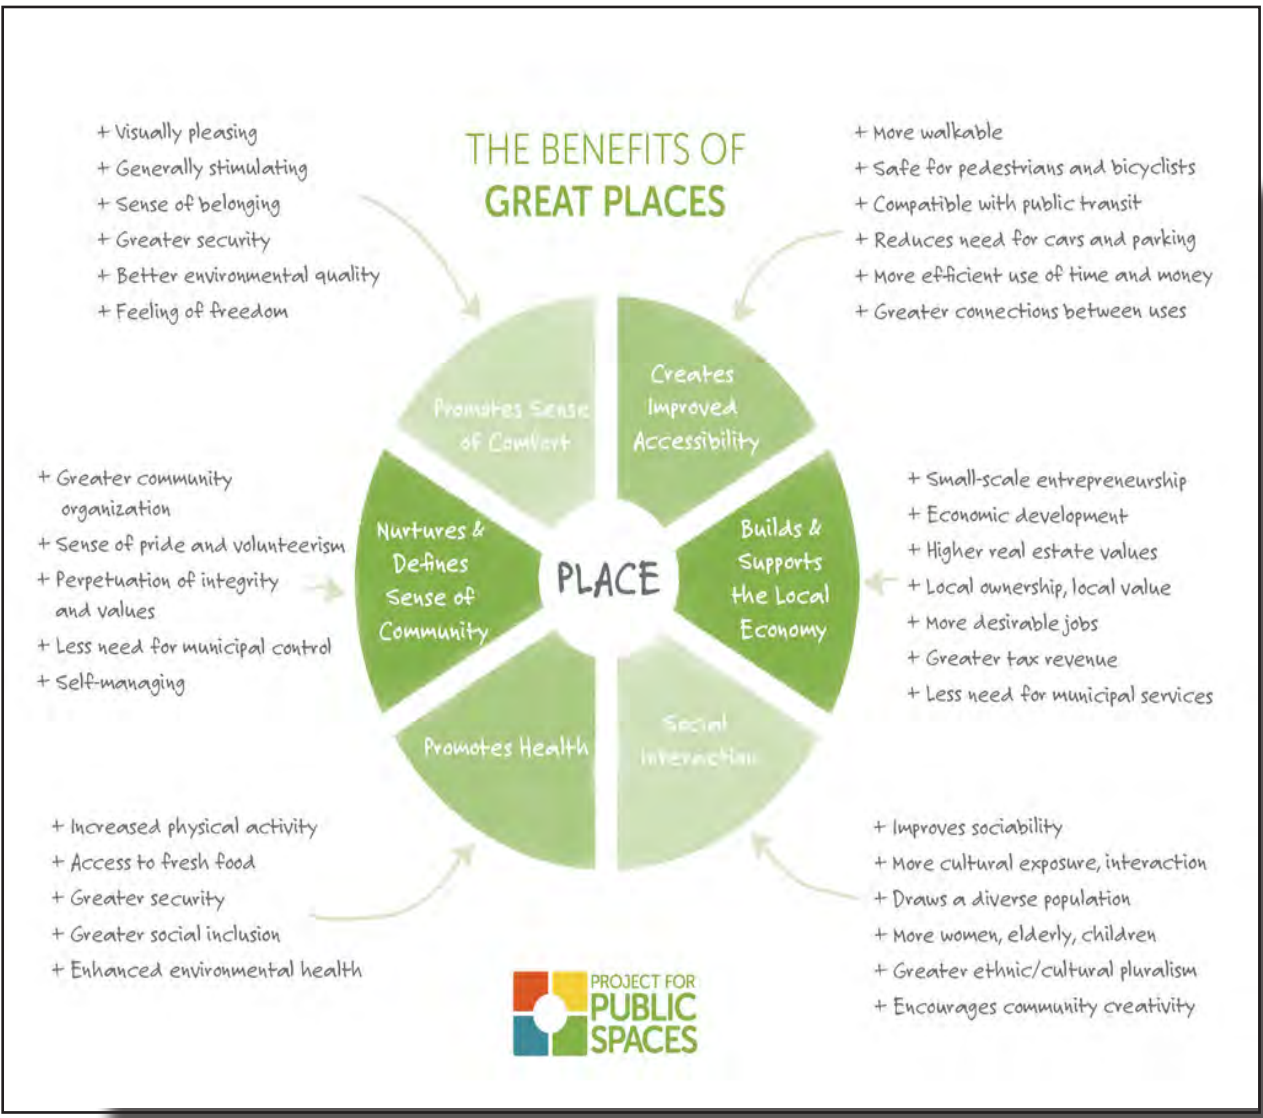 THE BENEFITS OF
GREAT PLACES
+ Visually pleasing
+ Generally stimulating
+ Sense of belonging
+ Greater security
+ Better environmental quality
+ Feeling of freedom
+ More walkable
+ Safe for pedestrians and bicyclists
+ Compatible with public transit
+ Reduces need for cars and parking
+ More efficient use of time and money
+ Greater connections between uses
Promotes Sense
of Comfort
Creates
Improved
Accessibility
+ Greater community
organization
+ Sense of pride and volunteerism
+ Perpetuation of integrity
and values
+ Less need for municipal control
+ Self-managing
Nurtures &
Defines
Sense of
Community
PLACE
Builds &
Supports
the Local
Economy
+ Small-scale entrepreneurship
+ Economic development
+ Higher real estate values
+ Local ownership, local value
+ More desirable jobs
+ Greater tax revenue
+ Less need for municipal services
Promotes Health
Social
Interaction
+ Increased physical activity
+ Access to fresh food
+ Greater security
+ Greater social inclusion
+ Enhanced environmental health
+ Improves sociability
+ More cultural exposure, interaction
+ Draws a diverse population
+ More women, elderly, children
+ Greater ethnic/cultural pluralism
+ Encourages community creativity
PROJECT FOR
PUBLIC
SPACES